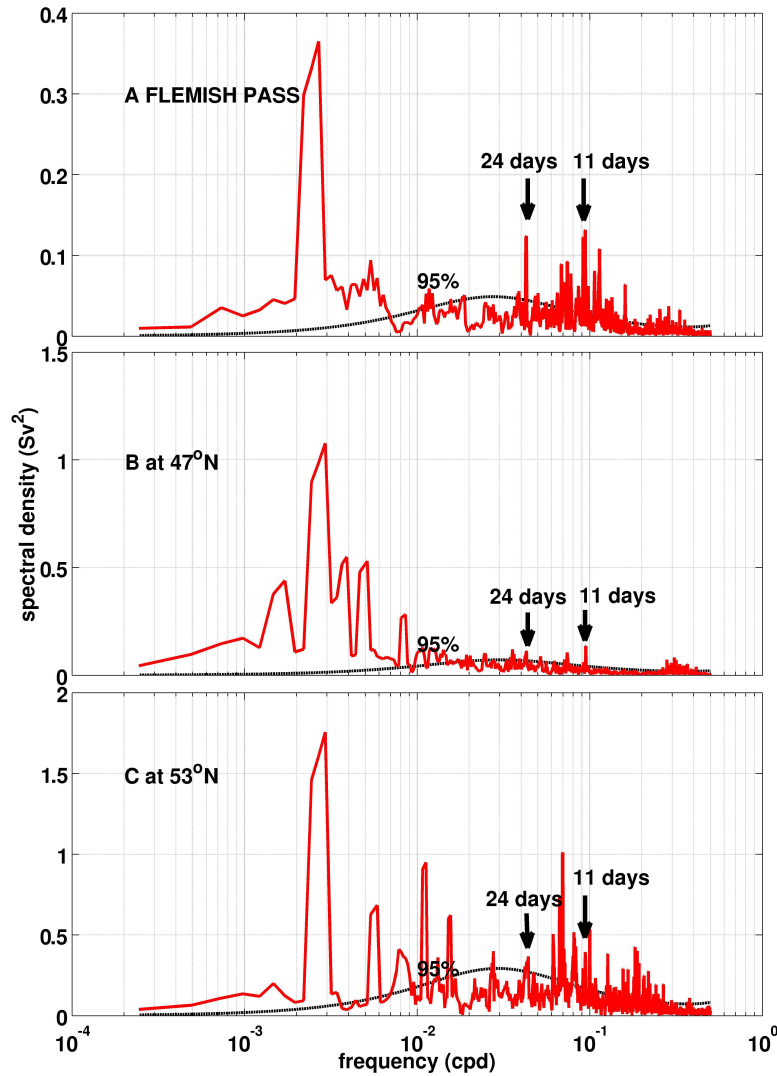 0.4
A FLEMISH PASS
0.3
24 days 11 days
0.2
0.1
95%
0
1.5
B at 47°N
1
0.5
24 days 11 days
95%
0
spectral density (Sv²)
2
C at 53°N
1.5
1
11 days
24 days
0.5
95%
0
10⁻⁴ 10⁻³ 10⁻² 10⁻¹ 10⁰
frequency (cpd)